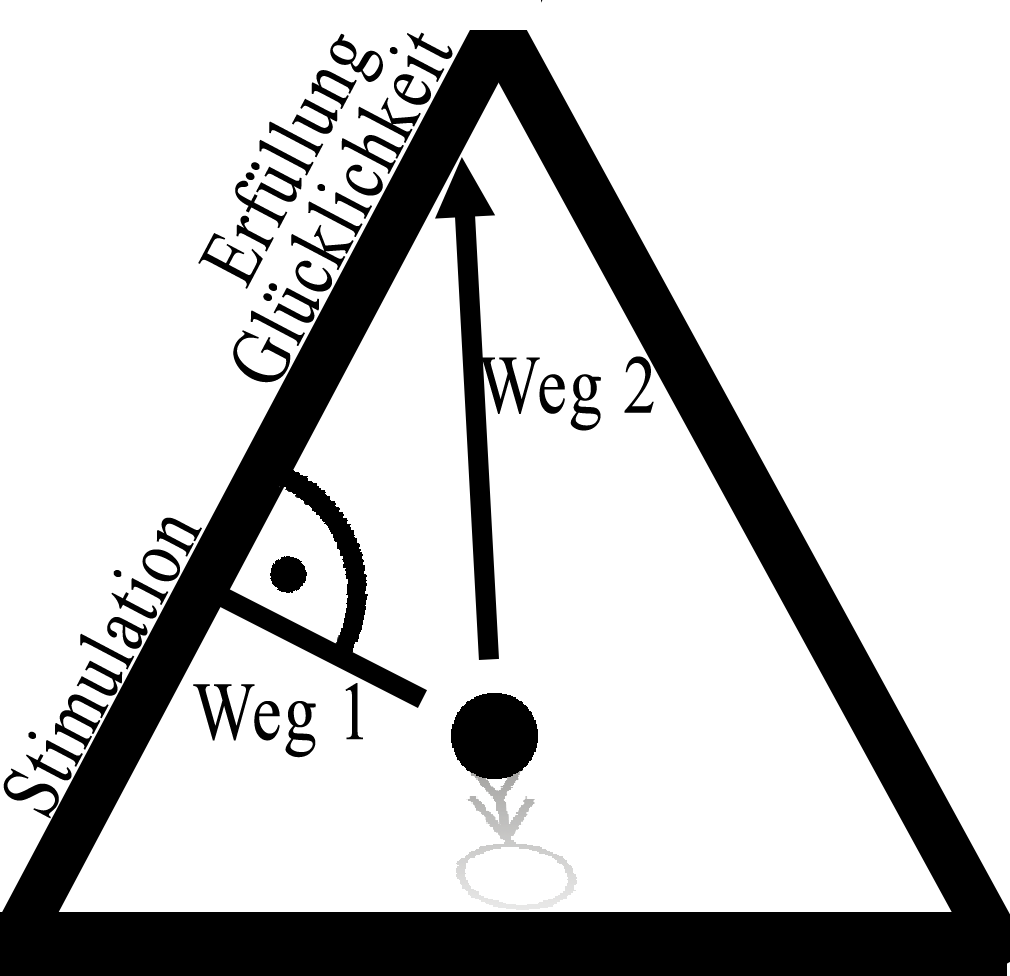 Erfüllung
Glücklichkeit
Weg 2
Stimulation
Weg 1